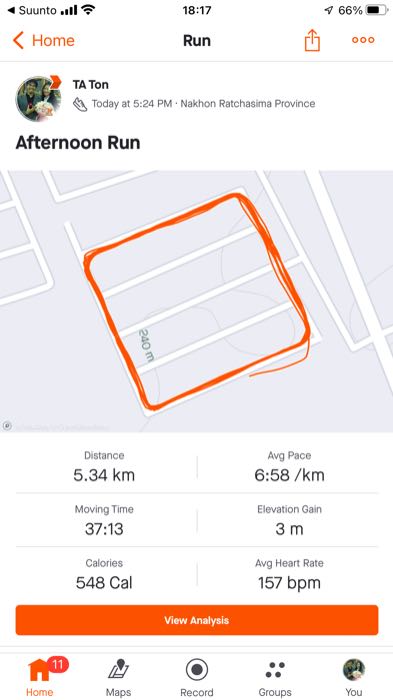 ◀ Suunto 18:17 66%
Home Run
TA Ton
Today at 5:24 PM · Nakhon Ratchasima Province
Afternoon Run
240 m
Distance Avg Pace
5.34 km 6:58 /km
Moving Time Elevation Gain
37:13 3 m
Calories Avg Heart Rate
548 Cal 157 bpm
View Analysis
11
Home Maps Record Groups You